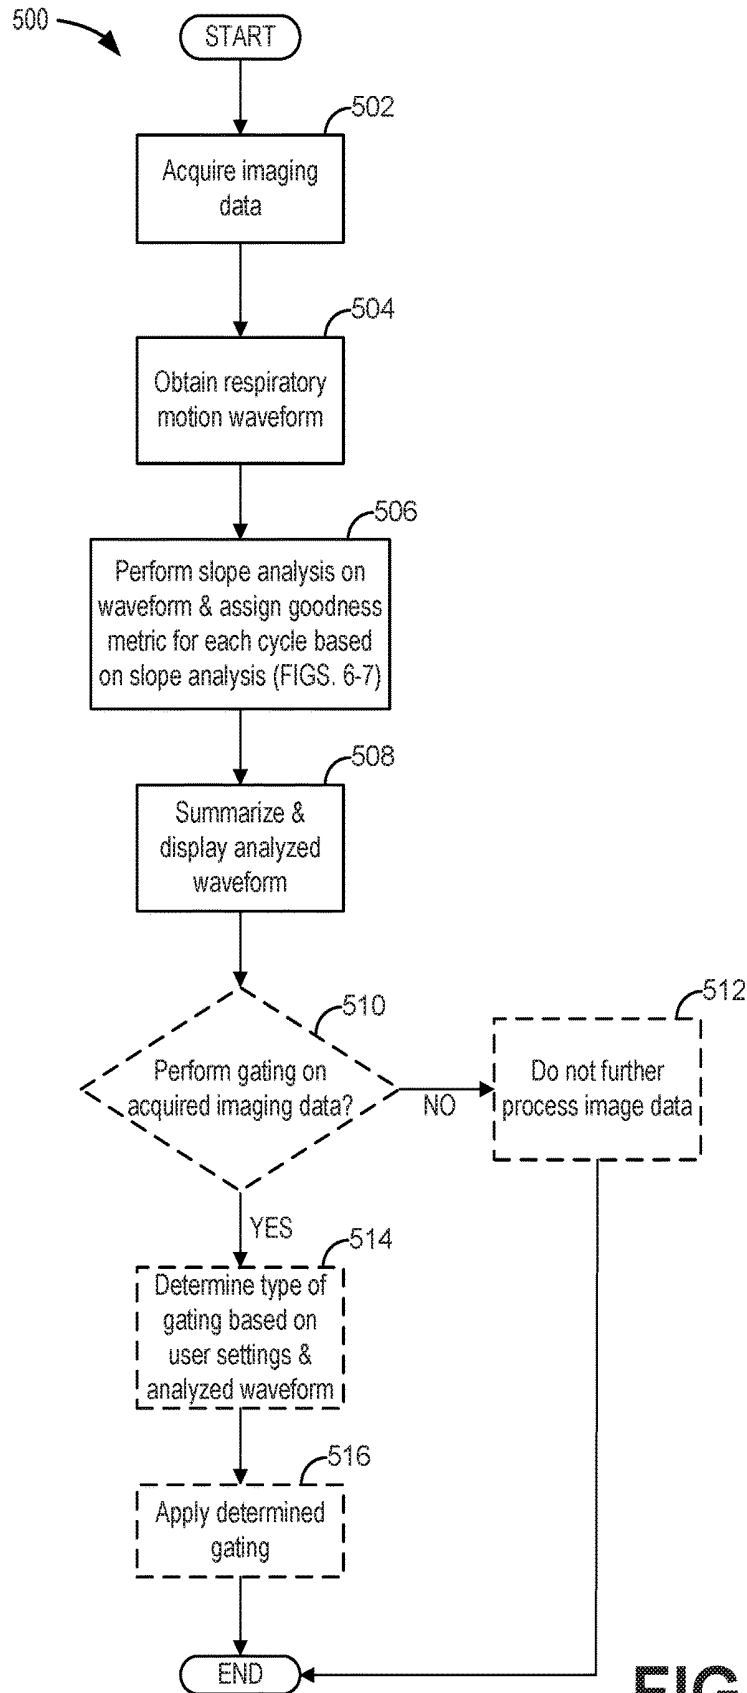 500
START
502
Acquire imaging
data
504
Obtain respiratory
motion waveform
506
Perform slope analysis on
waveform & assign goodness
metric for each cycle based
on slope analysis (FIGS. 6-7)
508
Summarize &
display analyzed
waveform
510
Perform gating on
acquired imaging data?
NO
512
Do not further
process image data
YES
514
Determine type of
gating based on
user settings &
analyzed waveform
516
Apply determined
gating
END
FIG